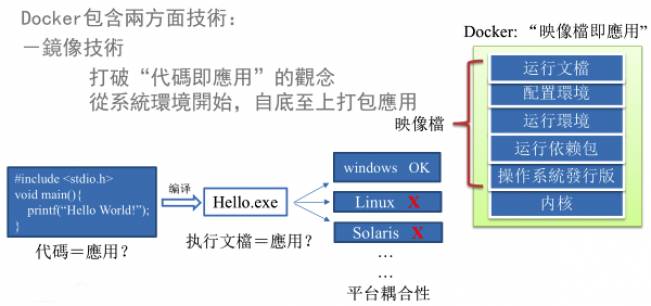 Docker包含兩方面技術：
－鏡像技術
打破“代碼即應用”的觀念
從系統環境開始，自底至上打包應用
Docker: “映像檔即應用”
映像檔
运行文檔
配置環境
运行環境
运行依赖包
操作系統發行版
内核
#include <stdio.h>
void main(){
printf(“Hello World!”);
}
代碼＝應用?
编译
Hello.exe
执行文檔＝應用?
windows OK
Linux X
Solaris X
…
…
平台耦合性